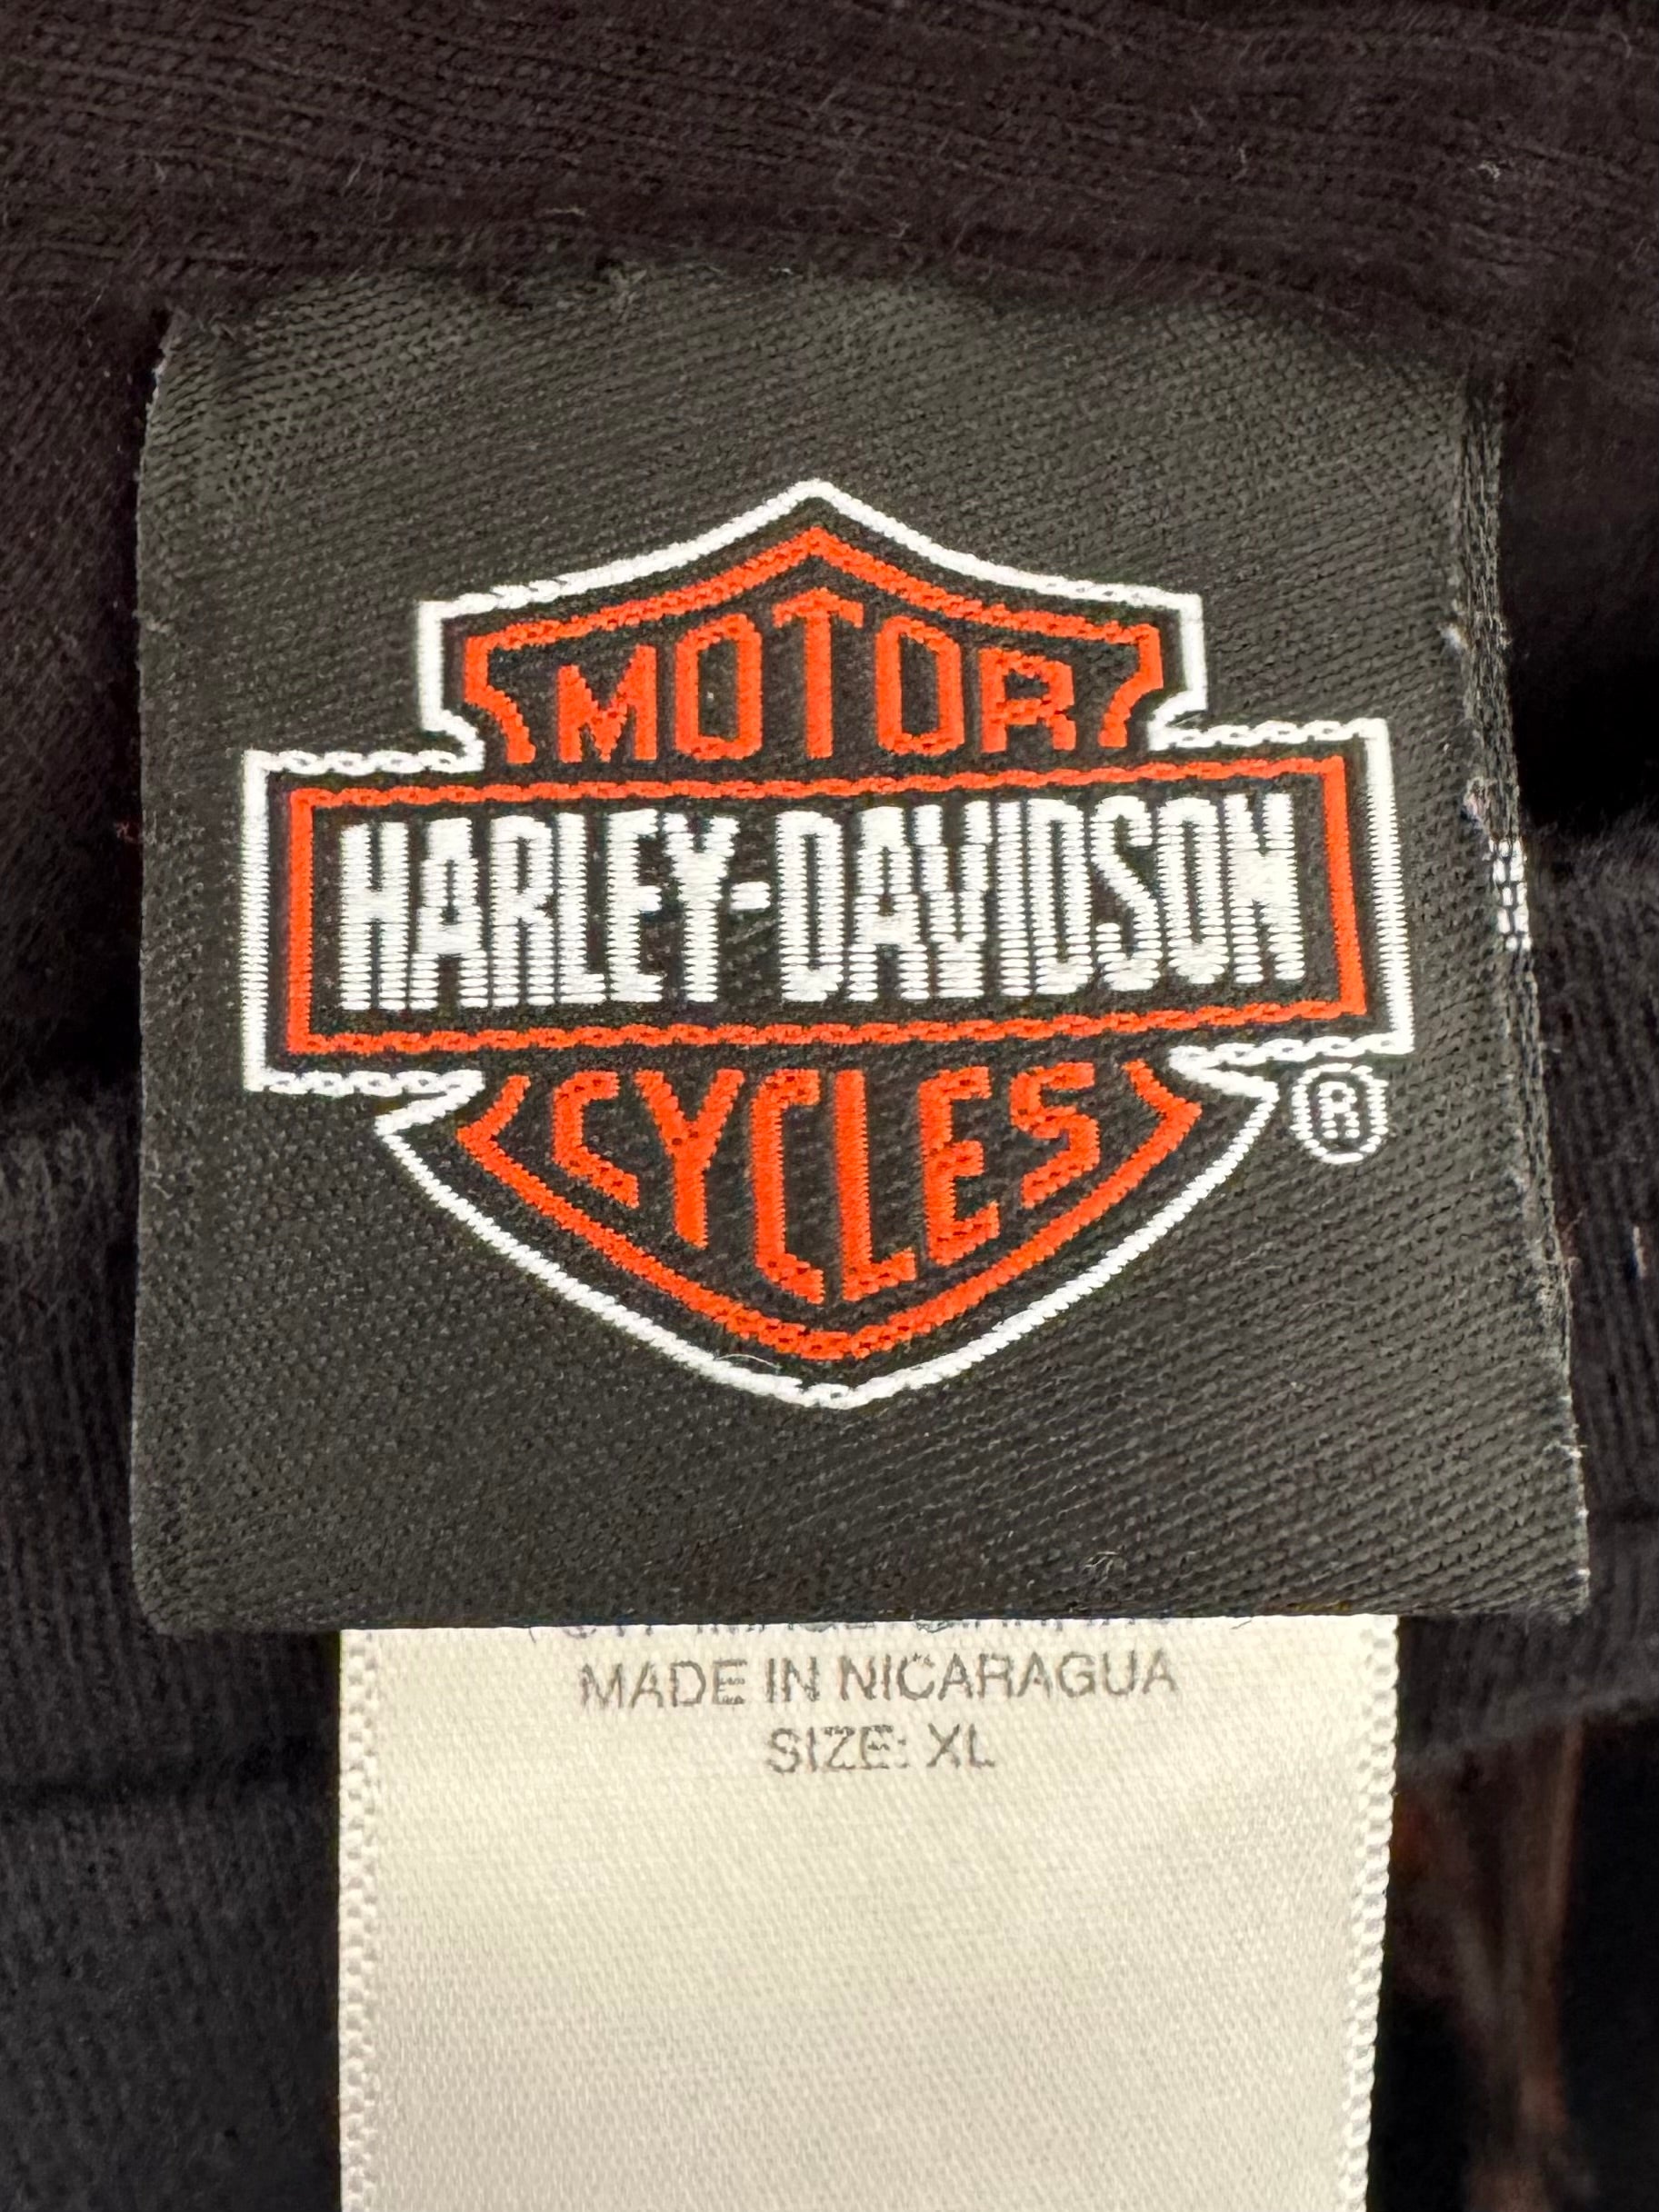 MOTOR
HARLEY-DAVIDSON
CYCLES
®
MADE IN NICARAGUA
SIZE: XL